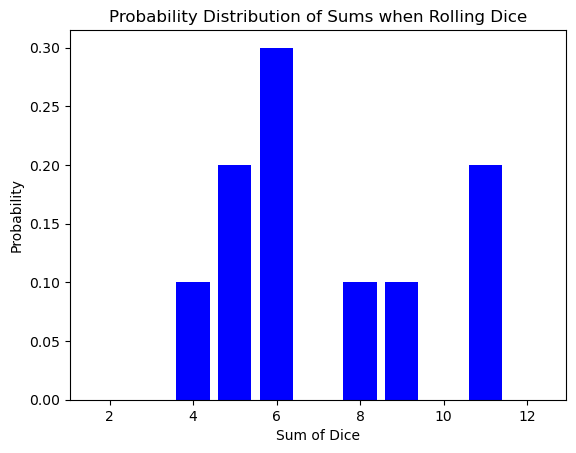 Probability Distribution of Sums when Rolling Dice
0.30
0.25
0.20
0.15
0.10
0.05
0.00
Probability
2 4 6 8 10 12
Sum of Dice